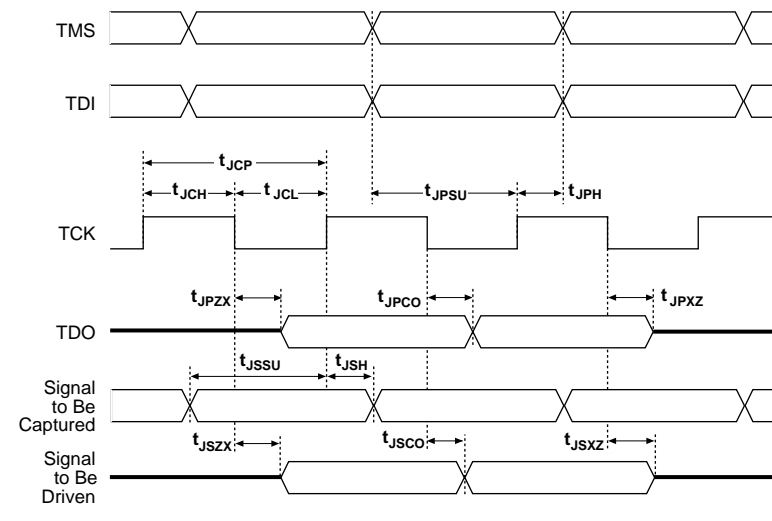 TMS
TDI
tJCP
tJCH tJCL tJPSU tJPH
TCK
tJPZX tJPCO tJPXZ
TDO
tJSSU tJSH
Signal
to Be
Captured
tJSZX tJSCO tJSXZ
Signal
to Be
Driven